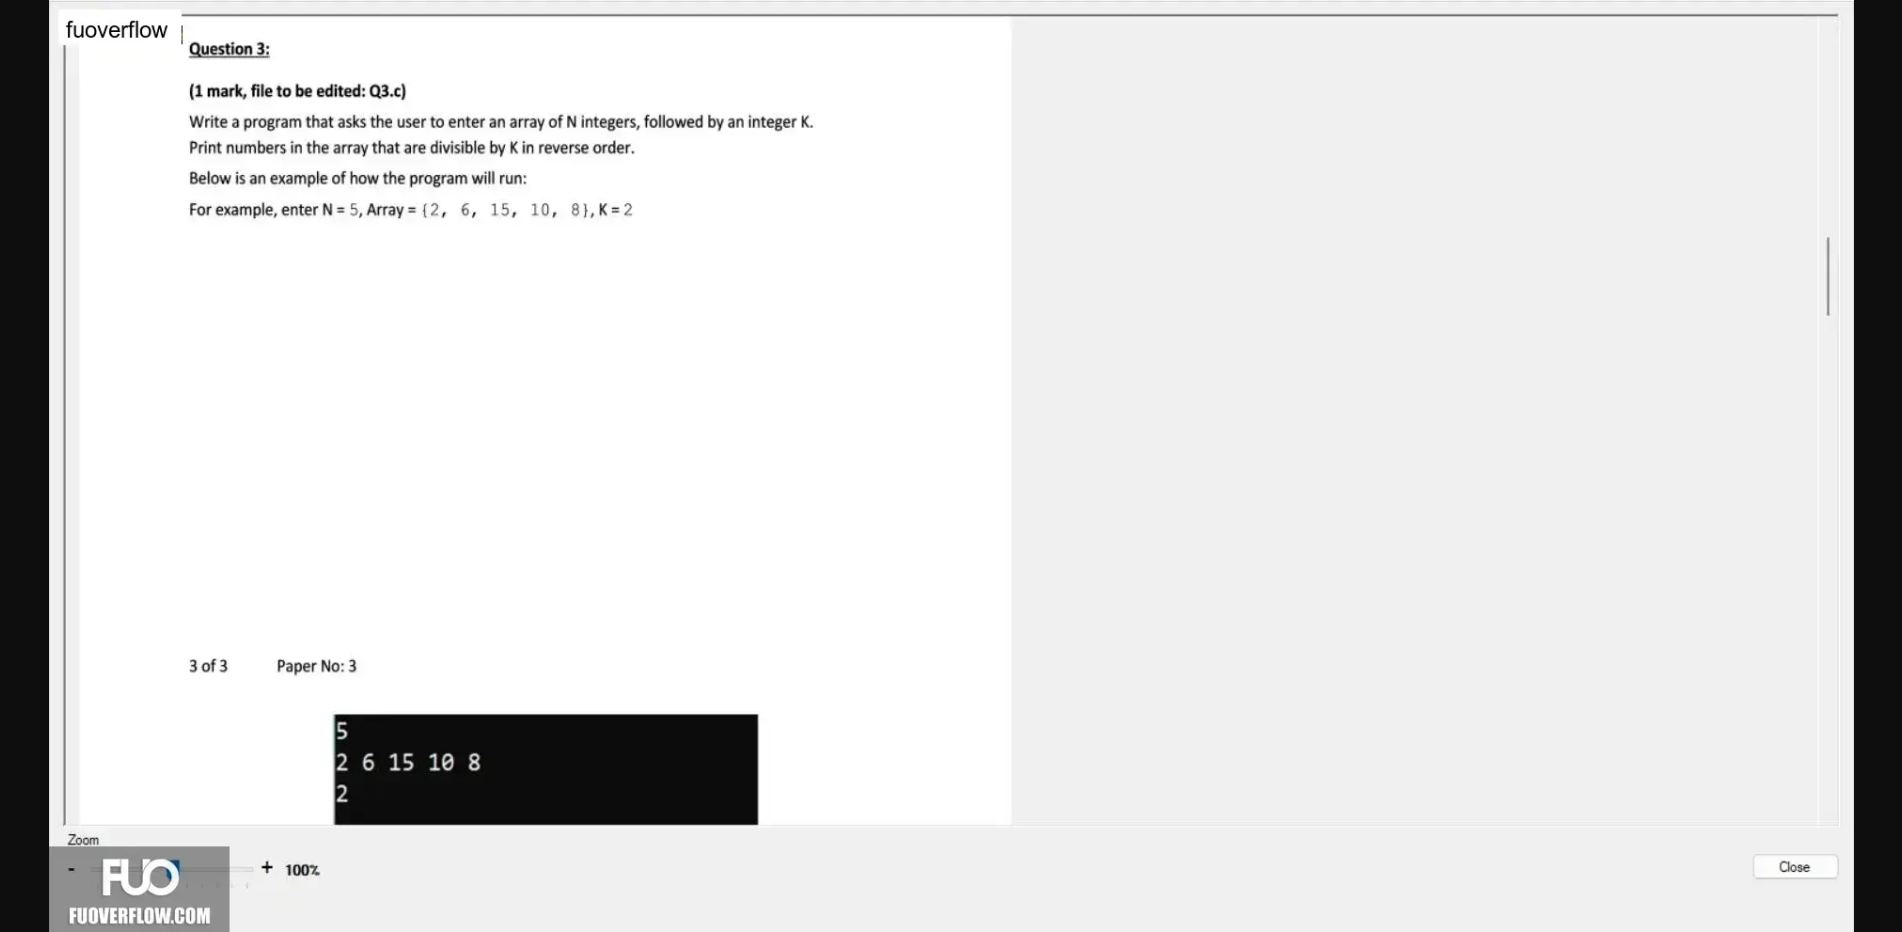 fuoverflow
Question 3:
(1 mark, file to be edited: Q3.c)
Write a program that asks the user to enter an array of N integers, followed by an integer K.
Print numbers in the array that are divisible by K in reverse order.
Below is an example of how the program will run:
For example, enter N = 5, Array = {2, 6, 15, 10, 8}, K = 2
3 of 3 Paper No: 3
5
2 6 15 10 8
2
Zoom
- + 100%
Close
FUO
FUOVERFLOW.COM